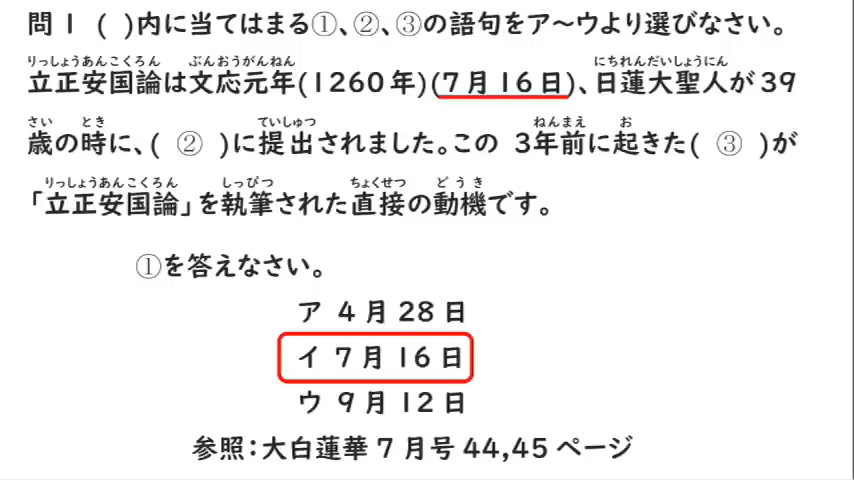 問1 ( )内に当てはまる①、②、③の語句をア～ウより選びなさい。
りっしょうあんこくろん ぶんおうがんねん にちれんだいしょうにん
立正安国論は文応元年(1260年)(7月16日)、日蓮大聖人が39
さい とき ていしゅつ ねんまえ お
歳の時に、( ② )に提出されました。この 3年前に起きた( ③ )が
りっしょうあんこくろん しっぴつ ちょくせつ どうき
「立正安国論」を執筆された直接の動機です。
①を答えなさい。
ア 4月28日
イ 7月16日
ウ 9月12日
参照：大白蓮華7月号44,45ページ